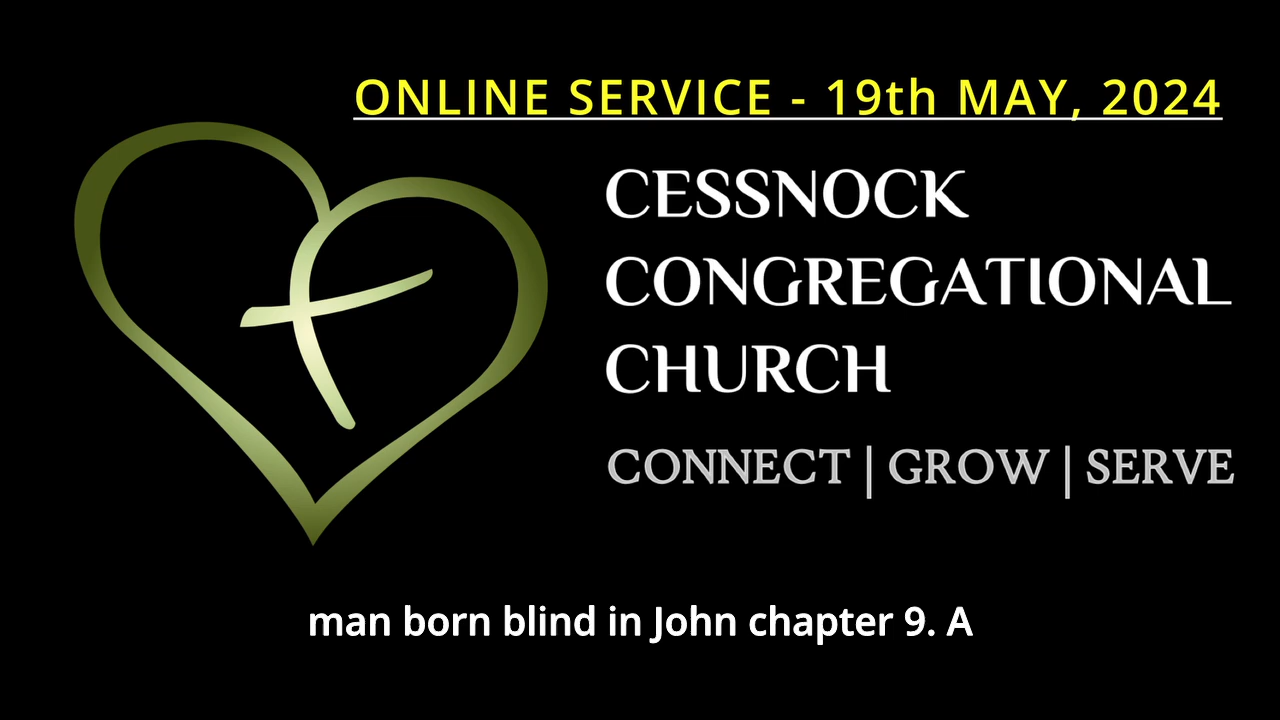 ONLINE SERVICE - 19th MAY, 2024
CESSNOCK
CONGREGATIONAL
CHURCH
CONNECT | GROW | SERVE
man born blind in John chapter 9. A